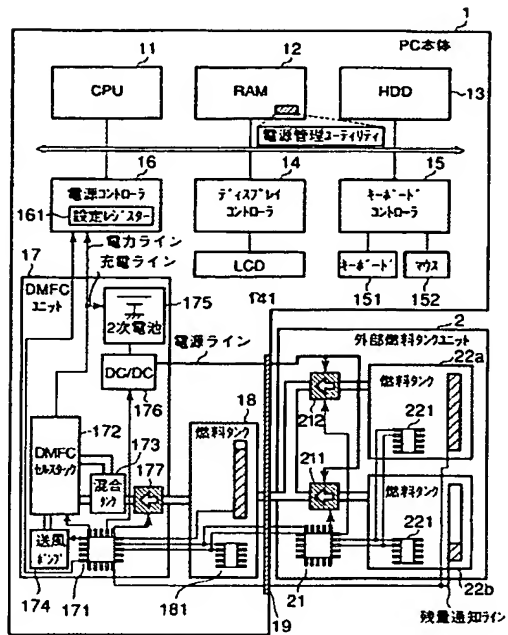 1
PC本体
11
CPU
12
RAM
HDD
13
電源管理ユーティリティ
16
電源コントローラ
161
設定レジスター
14
ディスプレイコントローラ
15
キーボードコントローラ
電力ライン
充電ライン
LCD
141
キーボード
151
マウス
152
17
DMFCユニット
175
2次電池
電源ライン
DC/DC
176
2
外部燃料タンクユニット
22a
燃料タンク
212
221
172
DMFCセルスタック
173
混合タンク
177
18
燃料タンク
211
燃料タンク
221
送風ポンプ
174
171
181
21
22b
19
残量通知ライン